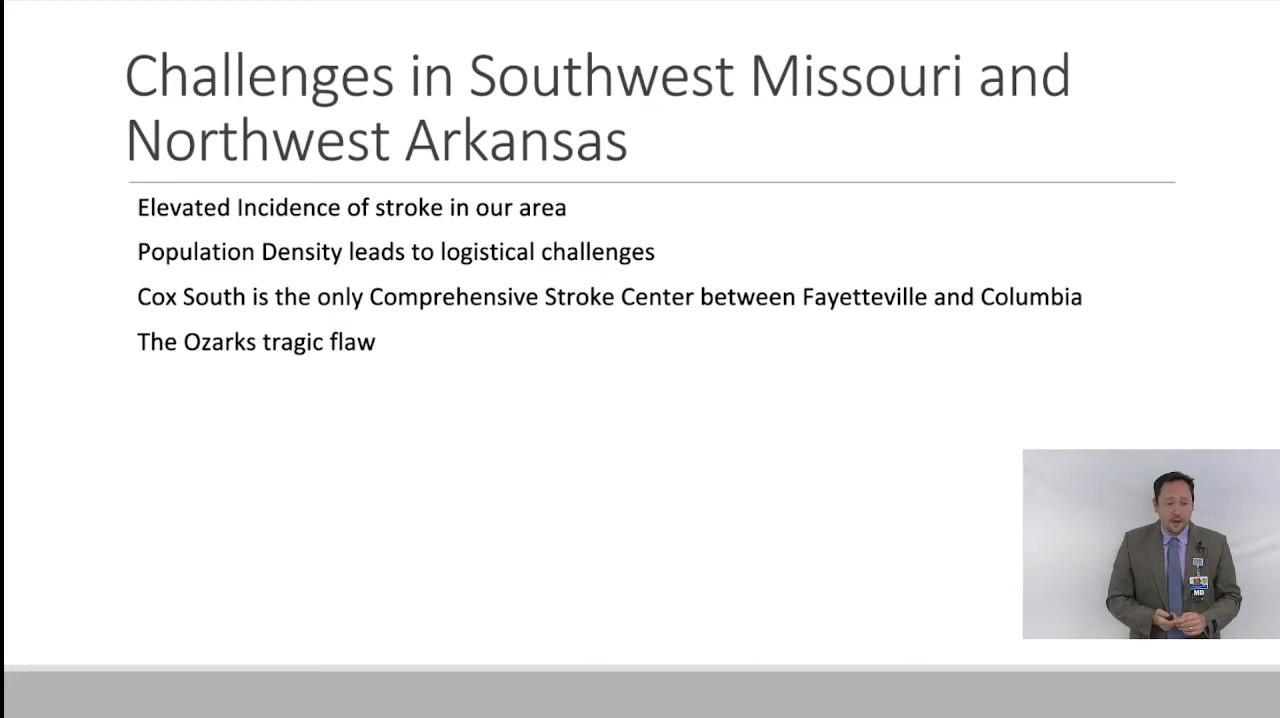 Challenges in Southwest Missouri and
Northwest Arkansas
Elevated Incidence of stroke in our area
Population Density leads to logistical challenges
Cox South is the only Comprehensive Stroke Center between Fayetteville and Columbia
The Ozarks tragic flaw
MD